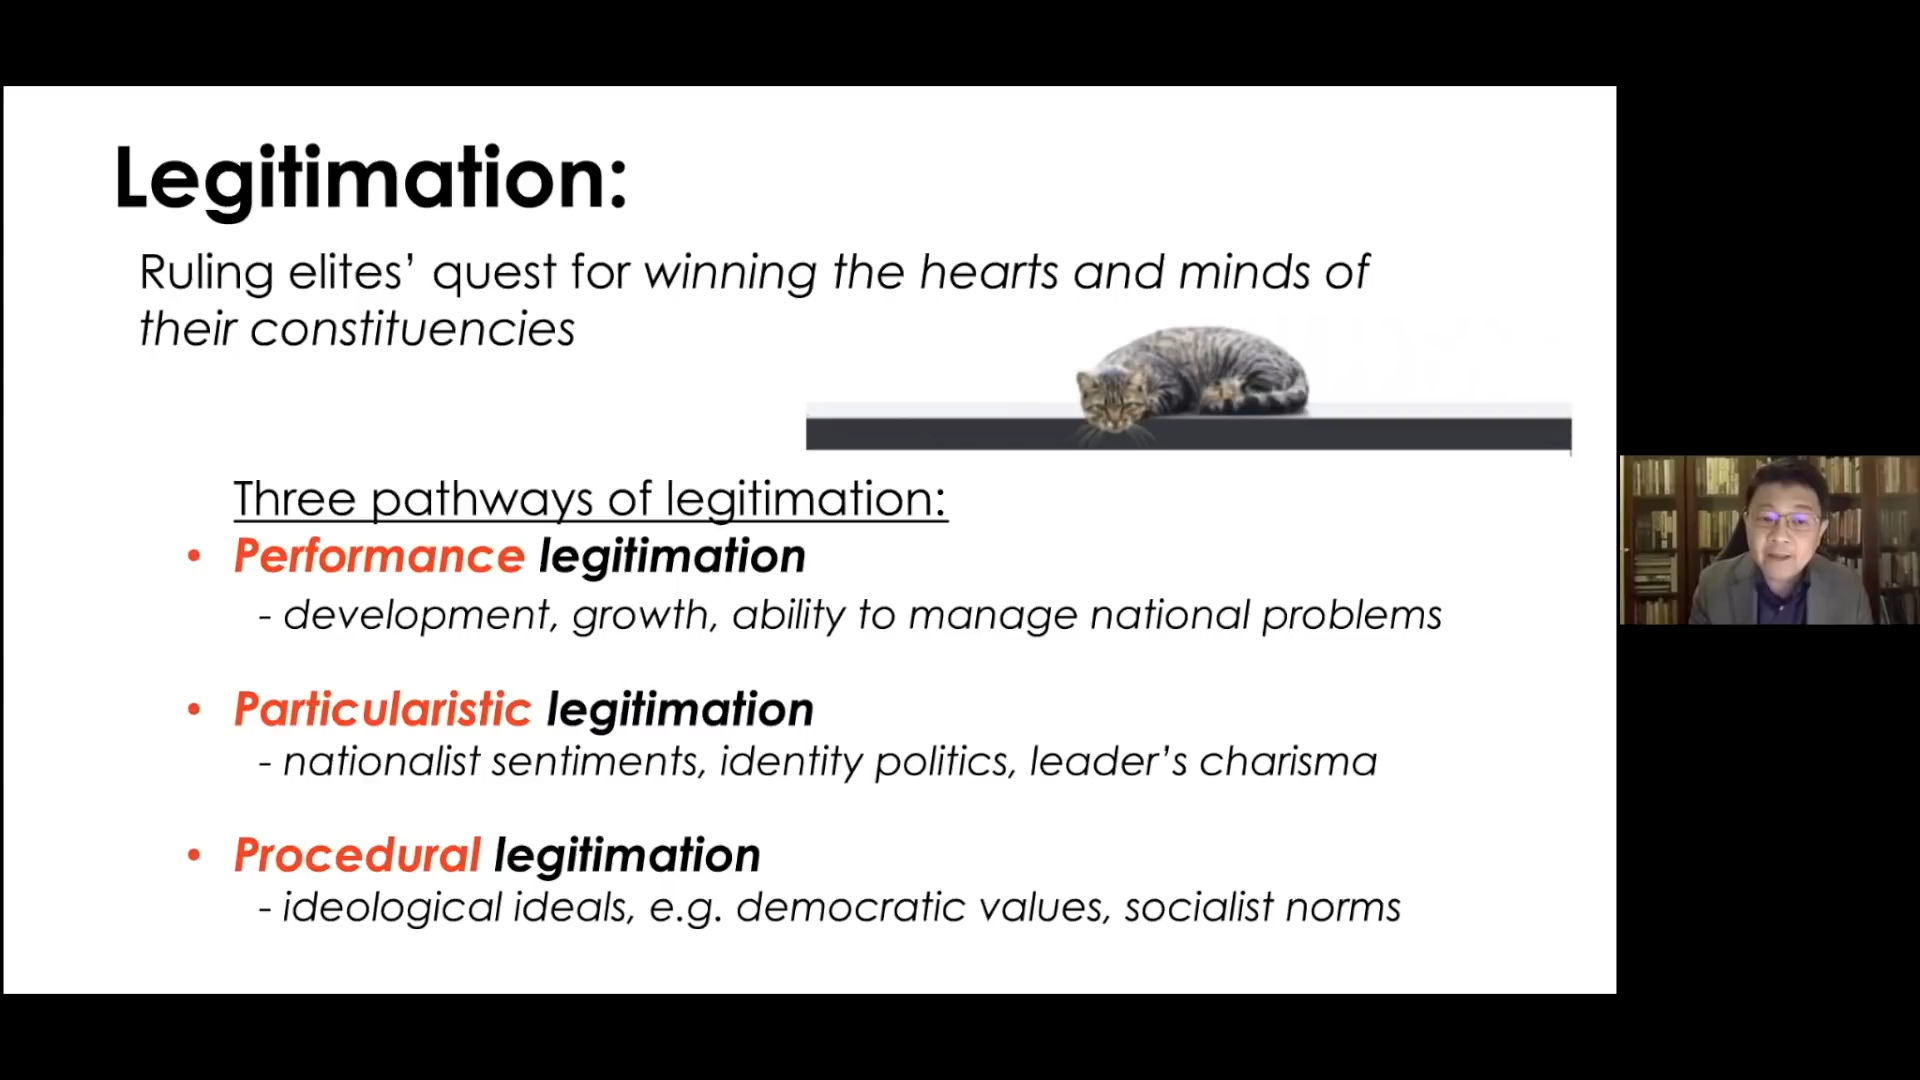 Legitimation:
Ruling elites’ quest for winning the hearts and minds of
their constituencies
Three pathways of legitimation:
• Performance legitimation
- development, growth, ability to manage national problems
• Particularistic legitimation
- nationalist sentiments, identity politics, leader’s charisma
• Procedural legitimation
- ideological ideals, e.g. democratic values, socialist norms